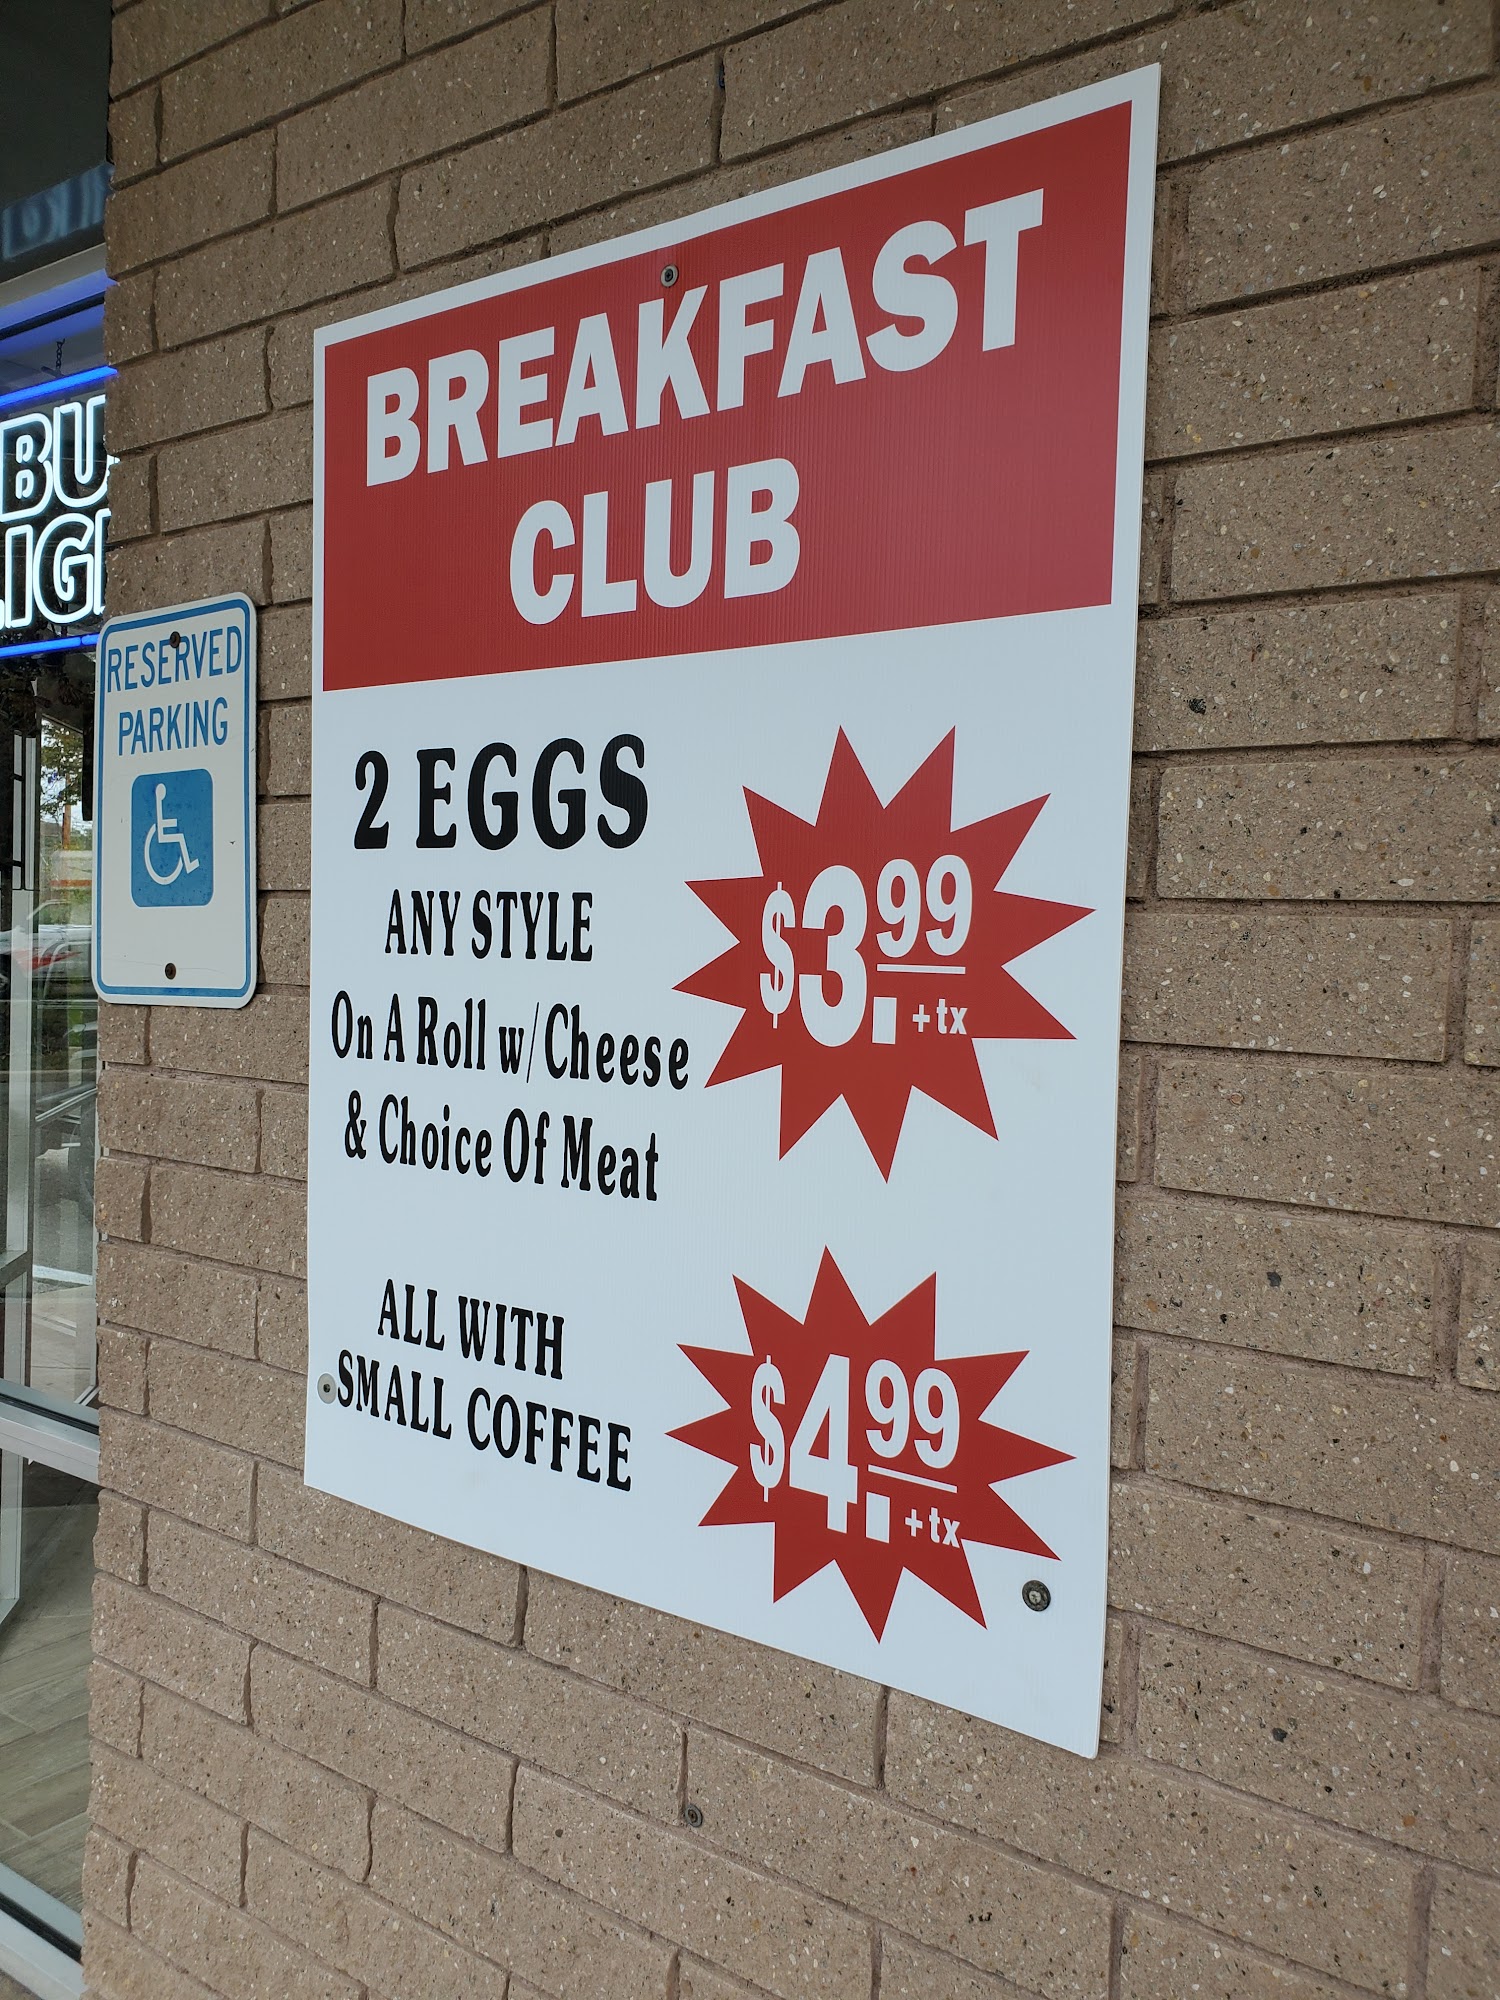 BREAKFAST
CLUB
2 EGGS
ANY STYLE
On A Roll w/Cheese
& Choice Of Meat
$3.99
+tx
ALL WITH
SMALL COFFEE
$4.99
+tx
RESERVED
PARKING
BU